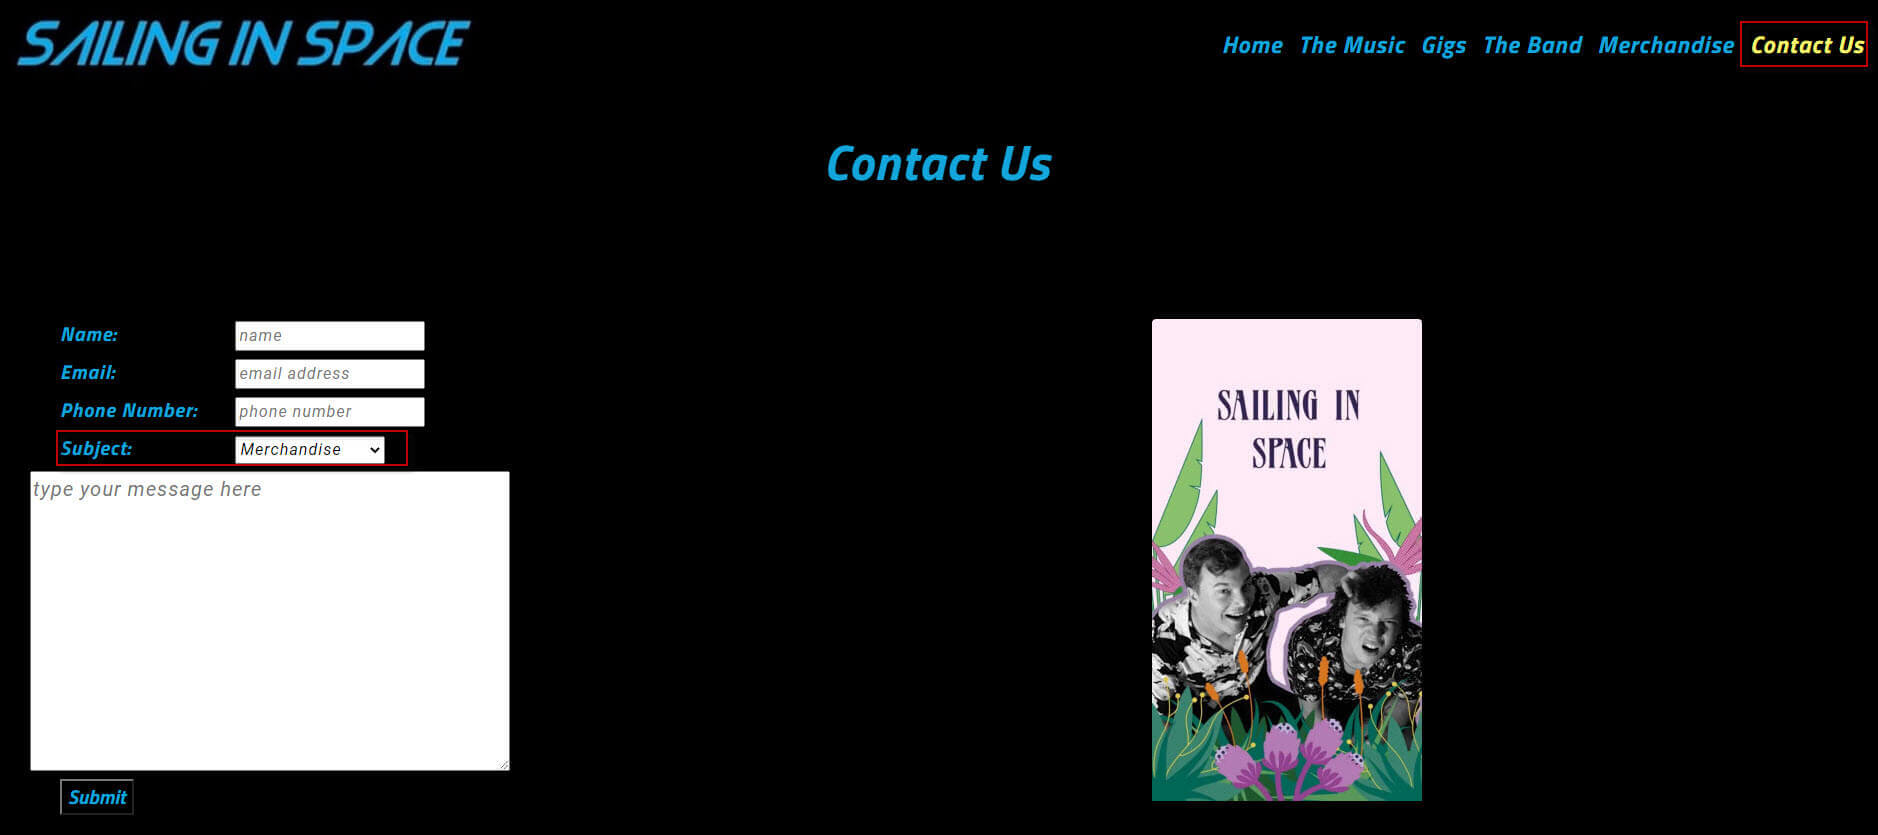 SAILING IN SPACE
Home The Music Gigs The Band Merchandise Contact Us
Contact Us
Name: name
Email: email address
Phone Number: phone number
Subject: Merchandise
type your message here
Submit
SAILING IN
SPACE